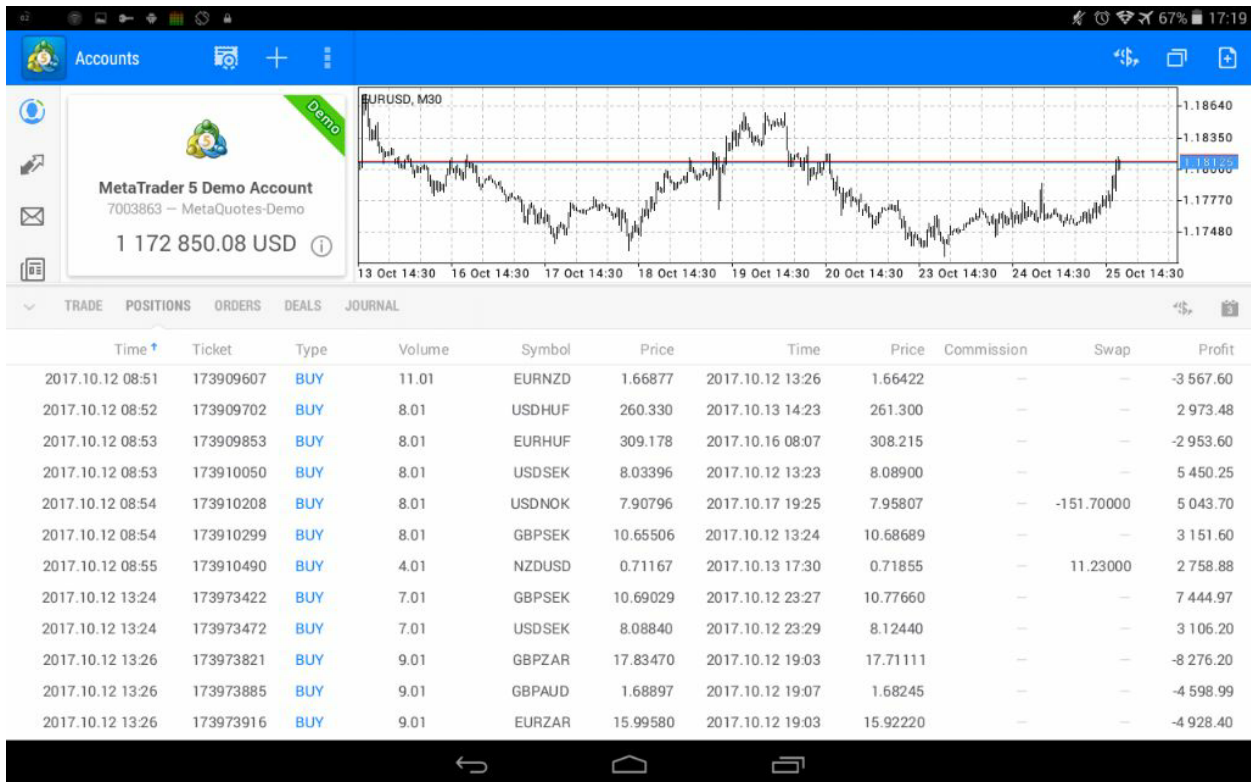 67% 17:19
Accounts
Demo
MetaTrader 5 Demo Account
7003863 — MetaQuotes-Demo
1 172 850.08 USD
EURUSD, M30
1.18640
1.18350
1.18125
1.17770
1.17480
13 Oct 14:30 16 Oct 14:30 17 Oct 14:30 18 Oct 14:30 19 Oct 14:30 20 Oct 14:30 23 Oct 14:30 24 Oct 14:30 25 Oct 14:30
TRADE POSITIONS ORDERS DEALS JOURNAL
Time Ticket Type Volume Symbol Price Time Price Commission Swap Profit
2017.10.12 08:51 173909607 BUY 11.01 EURNZD 1.66877 2017.10.12 13:26 1.66422 — — -3 567.60
2017.10.12 08:52 173909702 BUY 8.01 USDHUF 260.330 2017.10.13 14:23 261.300 — — 2 973.48
2017.10.12 08:53 173909853 BUY 8.01 EURHUF 309.178 2017.10.16 08:07 308.215 — — -2 953.60
2017.10.12 08:53 173910050 BUY 8.01 USDSEK 8.03396 2017.10.12 13:23 8.08900 — — 5 450.25
2017.10.12 08:54 173910208 BUY 8.01 USDNOK 7.90796 2017.10.17 19:25 7.95807 — -151.70000 5 043.70
2017.10.12 08:54 173910299 BUY 8.01 GBPSEK 10.65506 2017.10.12 13:24 10.68689 — — 3 151.60
2017.10.12 08:55 173910490 BUY 4.01 NZDUSD 0.71167 2017.10.13 17:30 0.71855 — 11.23000 2 758.88
2017.10.12 13:24 173973422 BUY 7.01 GBPSEK 10.69029 2017.10.12 23:27 10.77660 — — 7 444.97
2017.10.12 13:24 173973472 BUY 7.01 USDSEK 8.08840 2017.10.12 23:29 8.12440 — — 3 106.20
2017.10.12 13:26 173973821 BUY 9.01 GBPZAR 17.83470 2017.10.12 19:03 17.71111 — — -8 276.20
2017.10.12 13:26 173973885 BUY 9.01 GBPAUD 1.68897 2017.10.12 19:07 1.68245 — — -4 598.99
2017.10.12 13:26 173973916 BUY 9.01 EURZAR 15.99580 2017.10.12 19:03 15.92220 — — -4 928.40